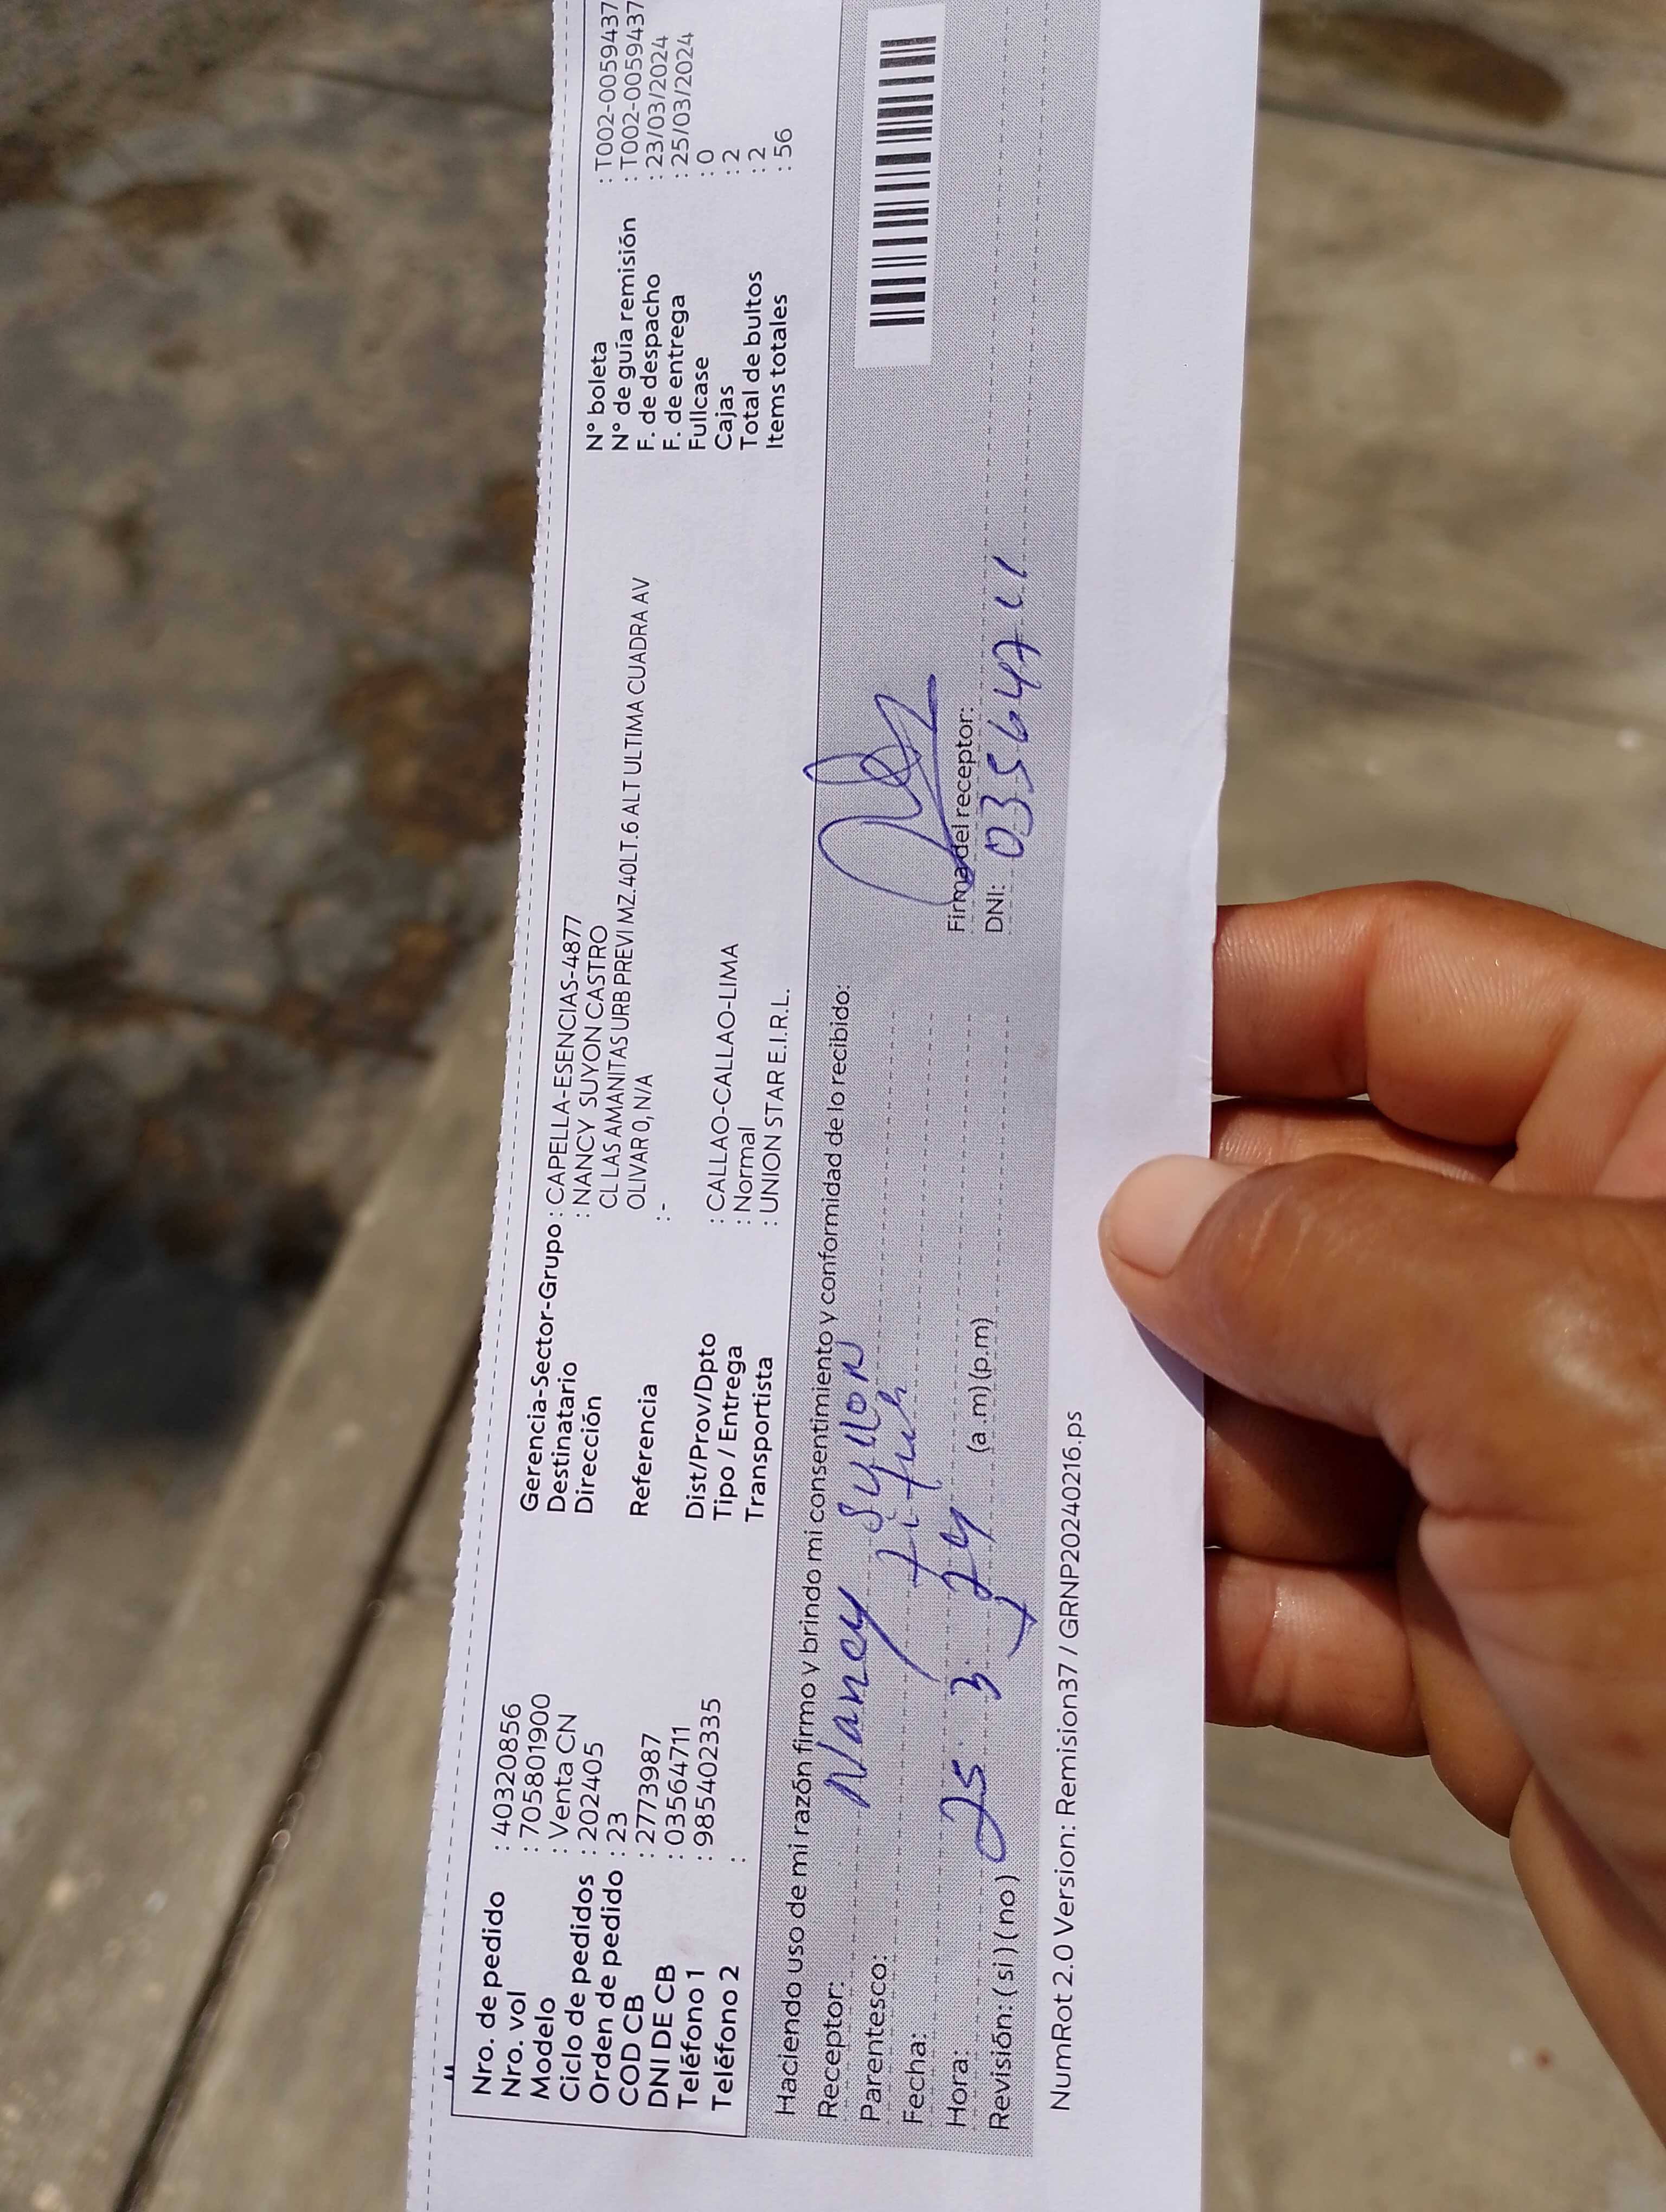 Nro. de pedido : 40320856
Nro. vol : 705801900
Modelo : Venta CN
Ciclo de pedidos : 202405
Orden de pedido : 23
COD CB : 2773987
DNI DE CB : 03564711
Teléfono 1 : 985402335
Teléfono 2 :
Gerencia-Sector-Grupo : CAPELLA-ESENCIAS-4877
Destinatario : NANCY SUYON CASTRO
Dirección CL LAS AMANITAS URB PREVI MZ.40LT.6 ALT ULTIMA CUADRA AV
OLIVAR 0, N/A
Referencia : -
Dist/Prov/Dpto : CALLAO-CALLAO-LIMA
Tipo / Entrega : Normal
Transportista : UNION STAR E.I.R.L.
N° boleta : T002-0059437
N° de guía remisión : T002-0059437
F. de despacho : 23/03/2024
F. de entrega : 25/03/2024
Fullcase : 0
Cajas : 2
Total de bultos : 2
Items totales : 56
Haciendo uso de mi razón firmo y brindo mi consentimiento y conformidad de lo recibido:
Receptor: Nancy Suyon
Parentesco:
Fecha: 25 3 24
Hora: (a .m) (p.m)
Revisión: ( si ) ( no )
Firma del receptor:
DNI: 03564711
NumRot 2.0 Version: Remision37 / GRNP20240216.ps